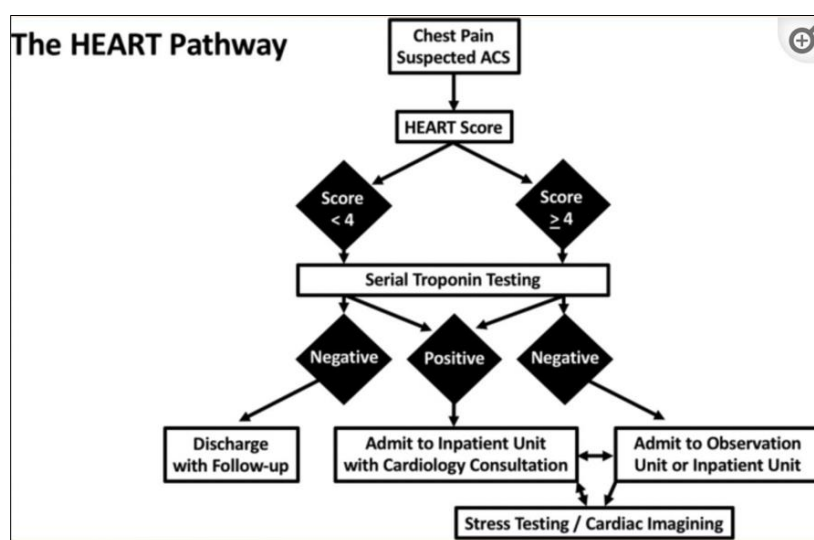 The HEART Pathway
Chest Pain
Suspected ACS
HEART Score
Score
< 4
Score
≥ 4
Serial Troponin Testing
Negative
Positive
Negative
Discharge
with Follow-up
Admit to Inpatient Unit
with Cardiology Consultation
Admit to Observation
Unit or Inpatient Unit
Stress Testing / Cardiac Imagining